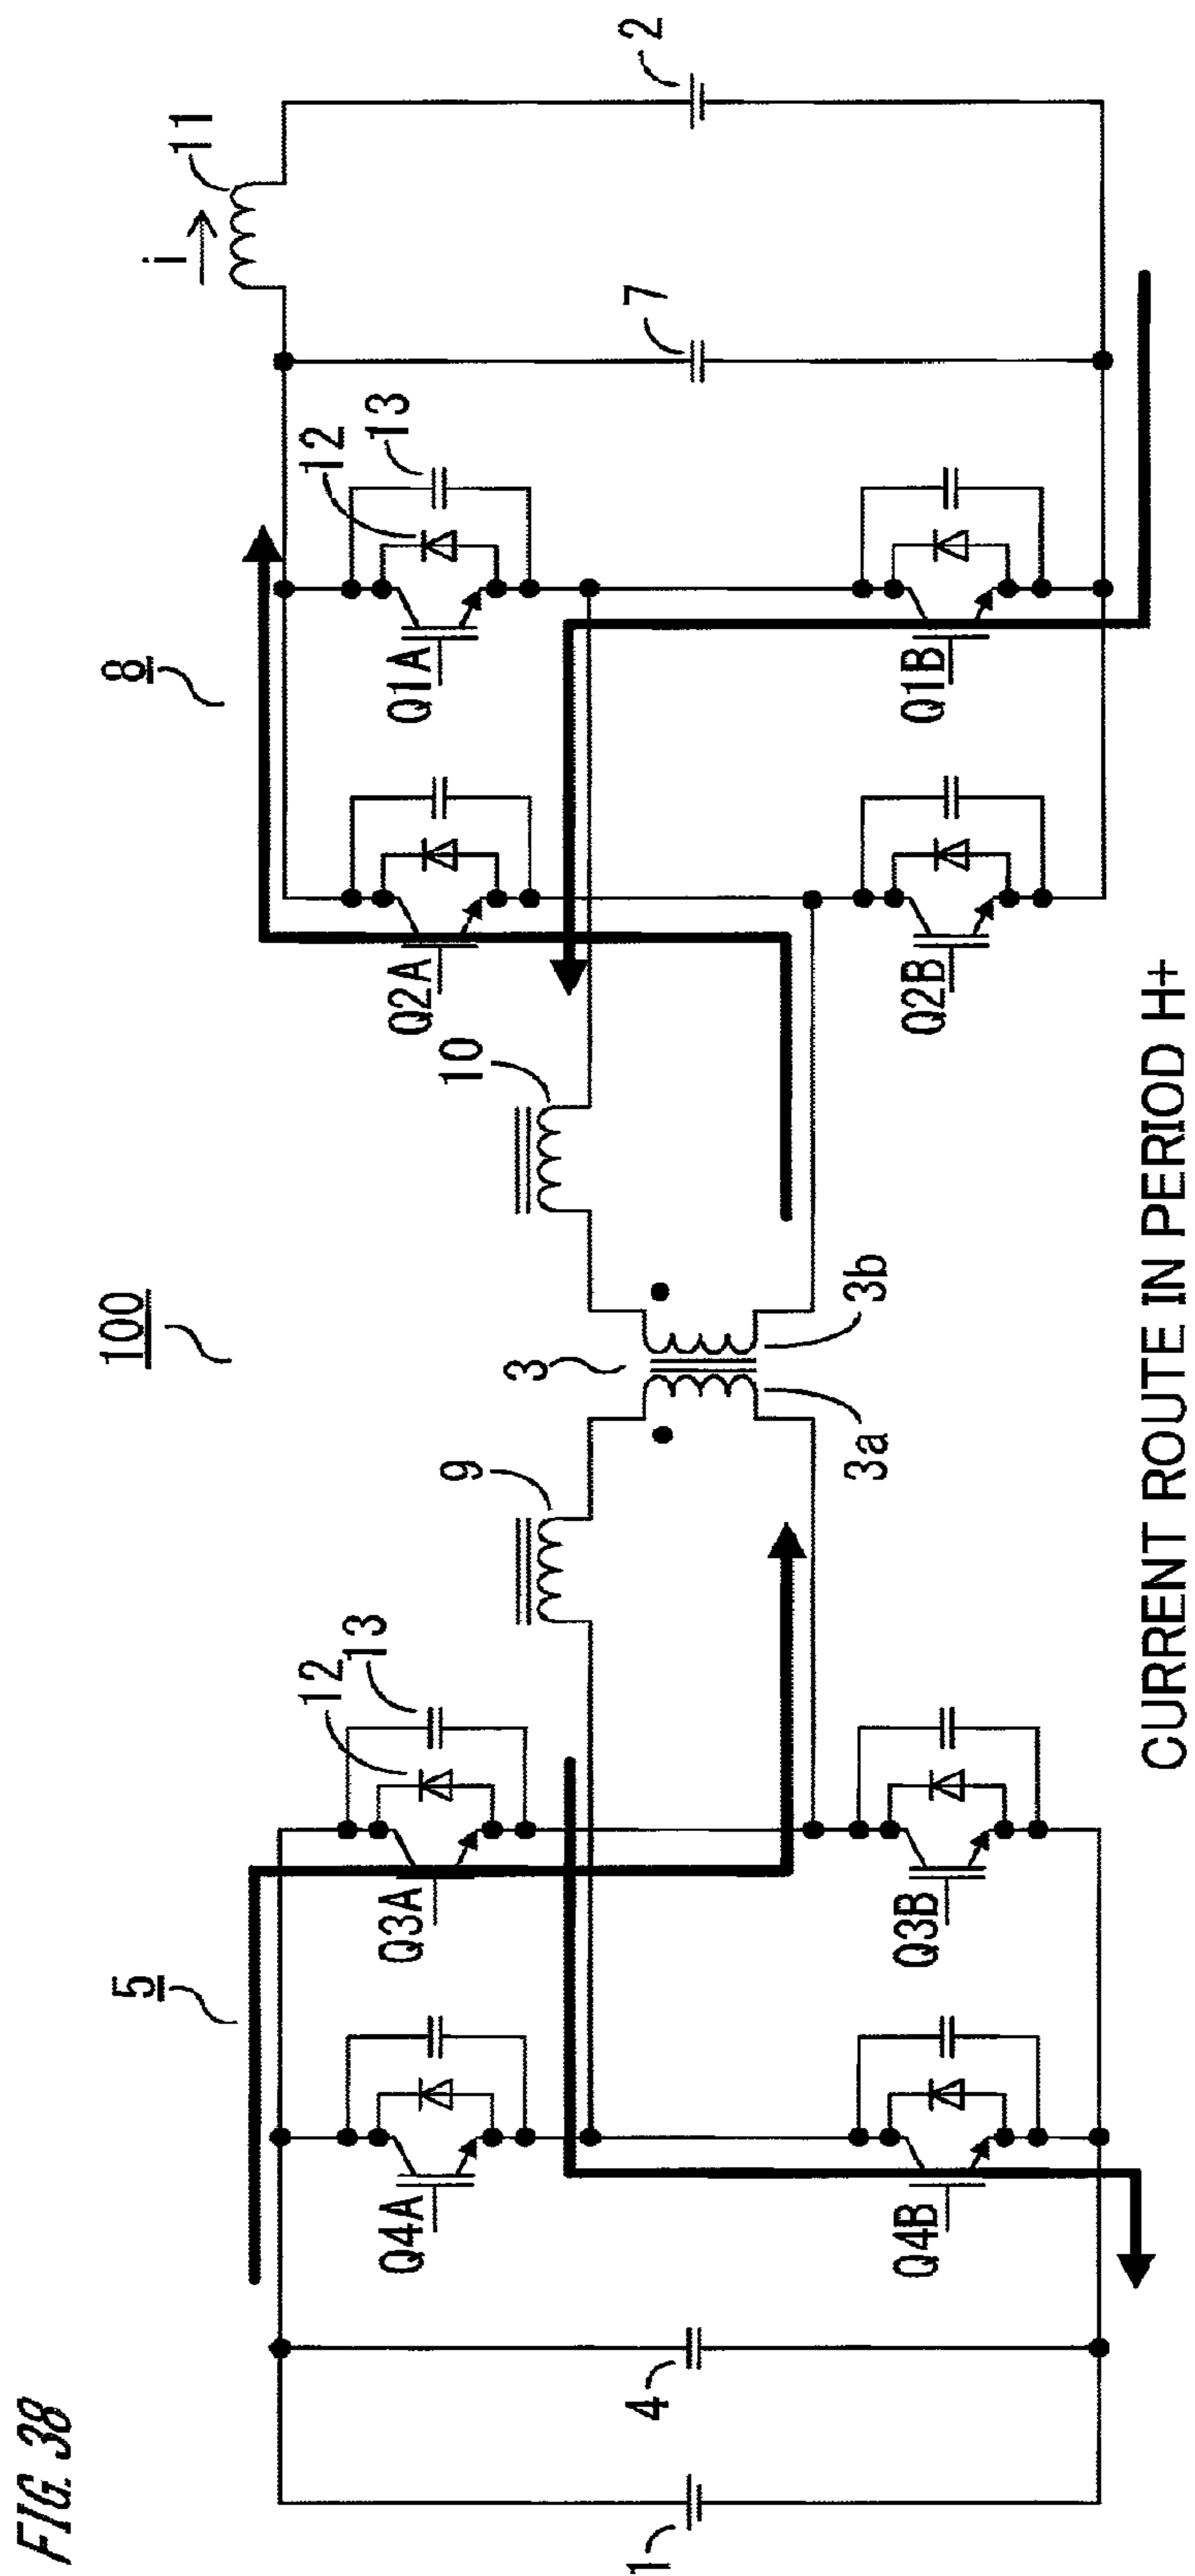 FIG. 38
100
5
8
i
11
12
13
12
13
Q4A
Q3A
9
10
Q2A
Q1A
1
4
3
7
2
3a
3b
Q4B
Q3B
Q2B
Q1B
CURRENT ROUTE IN PERIOD H+